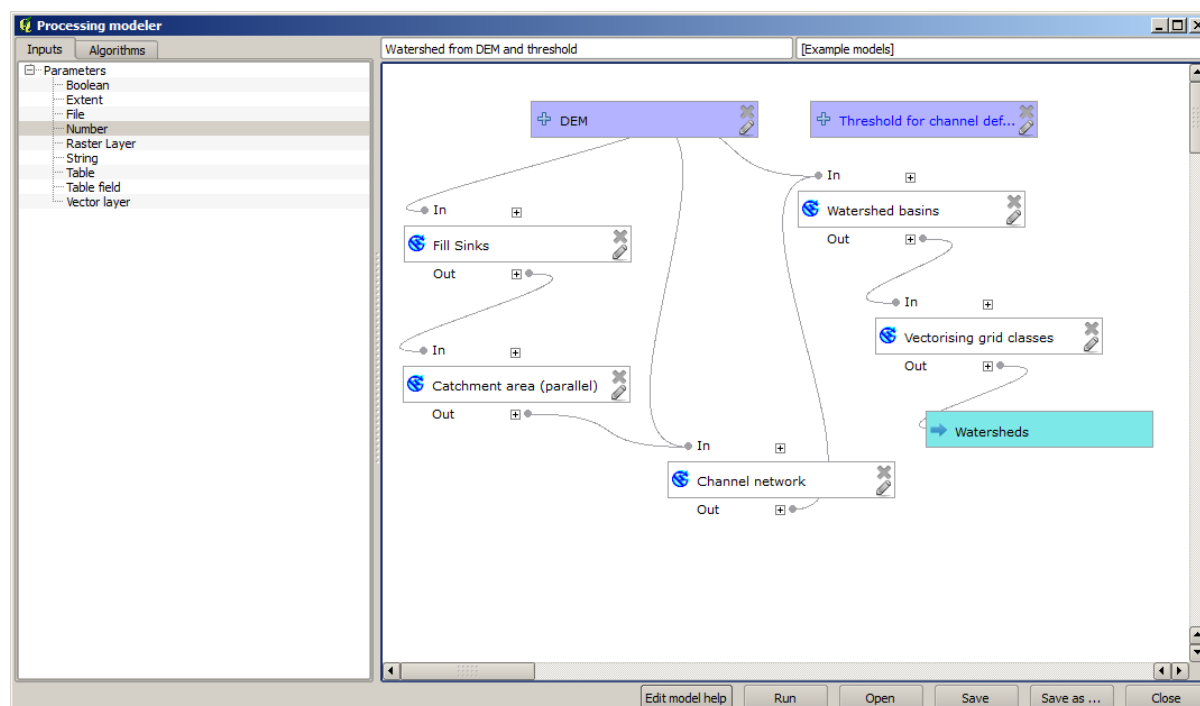 Processing modeler
Inputs
Algorithms
Parameters
Boolean
Extent
File
Number
Raster Layer
String
Table
Table field
Vector layer
Watershed from DEM and threshold
[Example models]
DEM
Threshold for channel def...
In
Watershed basins
Out
In
Fill Sinks
Out
In
Vectorising grid classes
Out
In
Catchment area (parallel)
Out
Watersheds
In
Channel network
Out
Edit model help
Run
Open
Save
Save as ...
Close